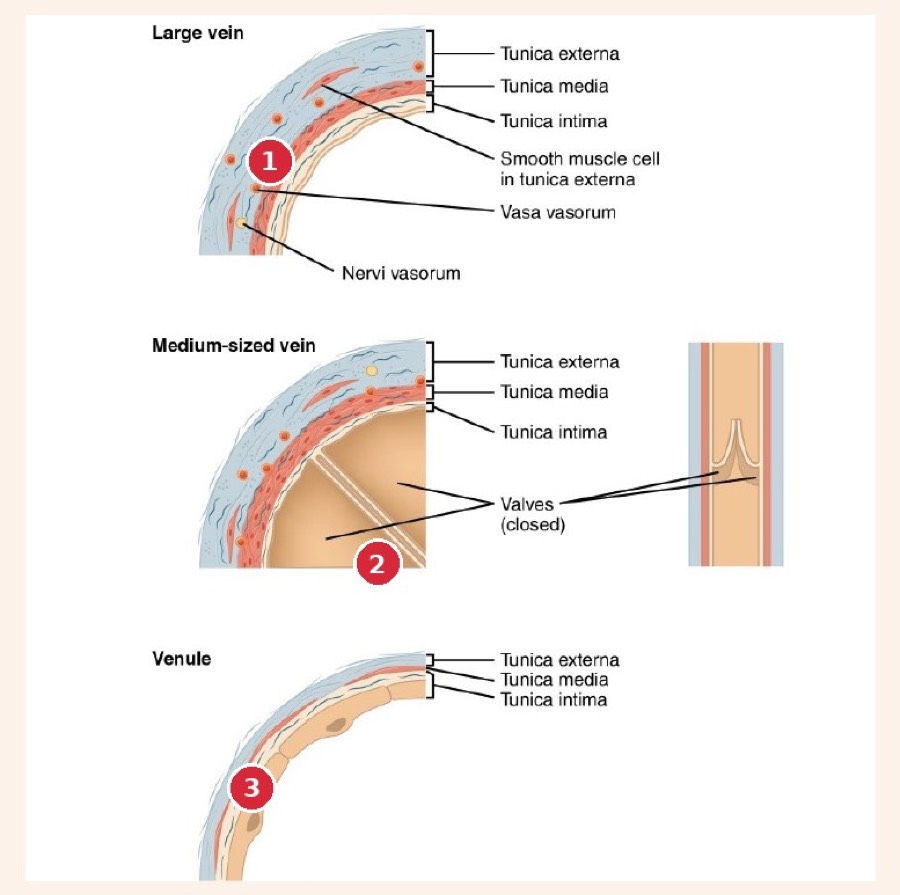 Large vein
Tunica externa
Tunica media
Tunica intima
Smooth muscle cell
in tunica externa
Vasa vasorum
Nervi vasorum
1
Medium-sized vein
Tunica externa
Tunica media
Tunica intima
Valves
(closed)
2
Venule
Tunica externa
Tunica media
Tunica intima
3